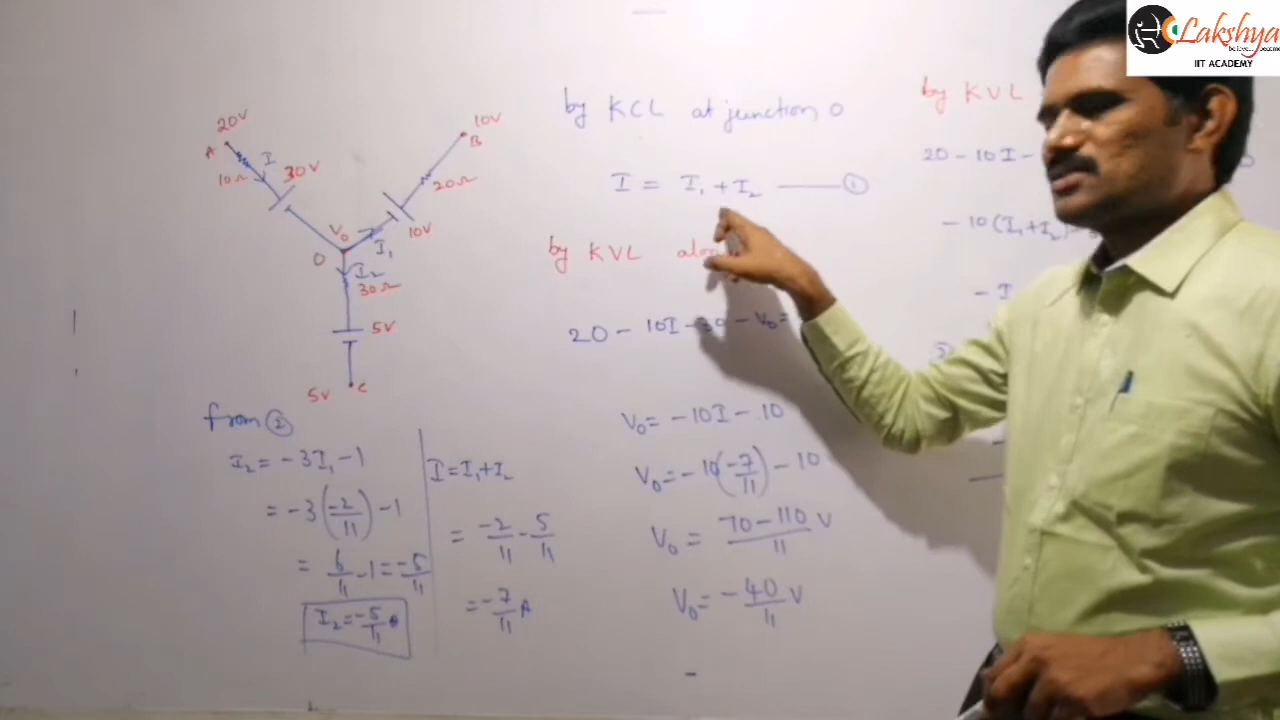 Lakshya
IIT ACADEMY
20V
A
10Ω
I
30V
10V
B
20Ω
10V
V₀
I₁
O
I₂
30Ω
5V
5V
C
by KCL at junction O
I = I₁ + I₂ —— ①
by KVL
20 - 10I - 30 - V₀ =
V₀ = -10I - 10
V₀ = -10(-7/11) - 10
V₀ = 70 - 110/11 V
V₀ = -40/11 V
from ②
I₂ = -3I₁ - 1
= -3(-2/11) - 1
= 6/11 - 1 = -5/11
I₂ = -5/11
I = I₁ + I₂
= -2/11 - 5/11
= -7/11 A
by KVL
20 - 10I -
- 10(I₁ + I₂) -
- I